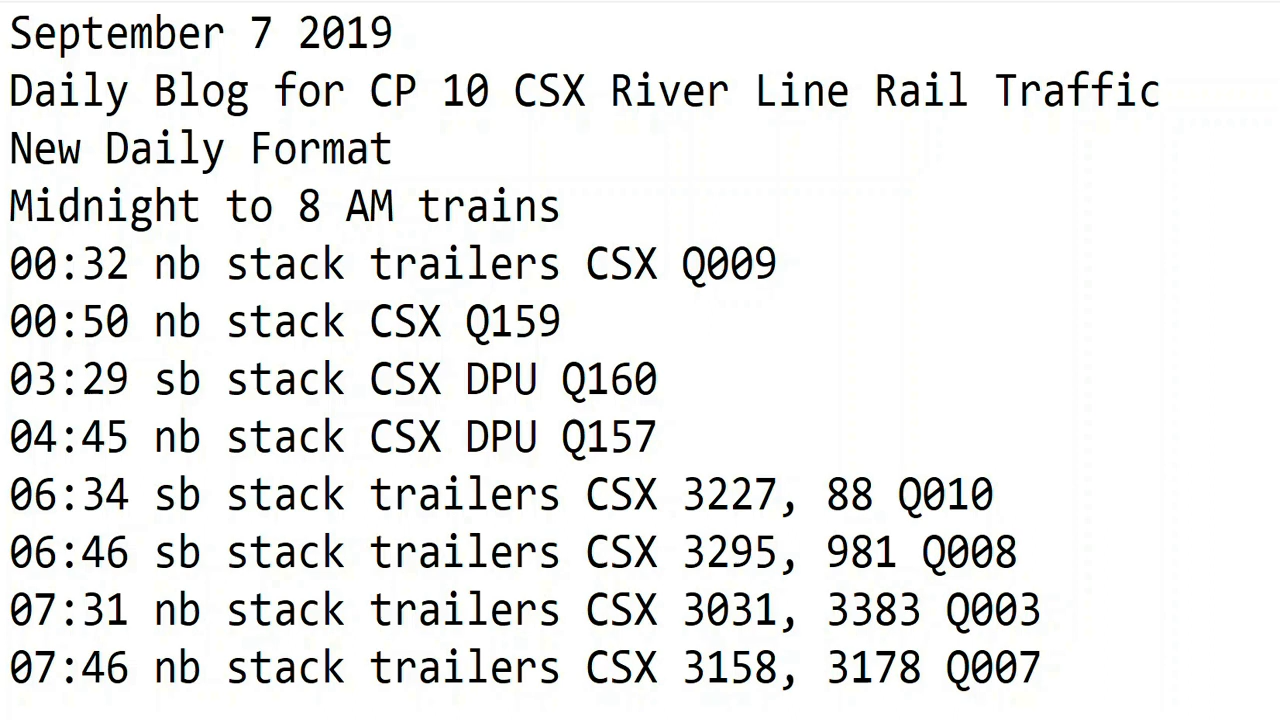 September 7 2019
Daily Blog for CP 10 CSX River Line Rail Traffic
New Daily Format
Midnight to 8 AM trains
00:32 nb stack trailers CSX Q009
00:50 nb stack CSX Q159
03:29 sb stack CSX DPU Q160
04:45 nb stack CSX DPU Q157
06:34 sb stack trailers CSX 3227, 88 Q010
06:46 sb stack trailers CSX 3295, 981 Q008
07:31 nb stack trailers CSX 3031, 3383 Q003
07:46 nb stack trailers CSX 3158, 3178 Q007